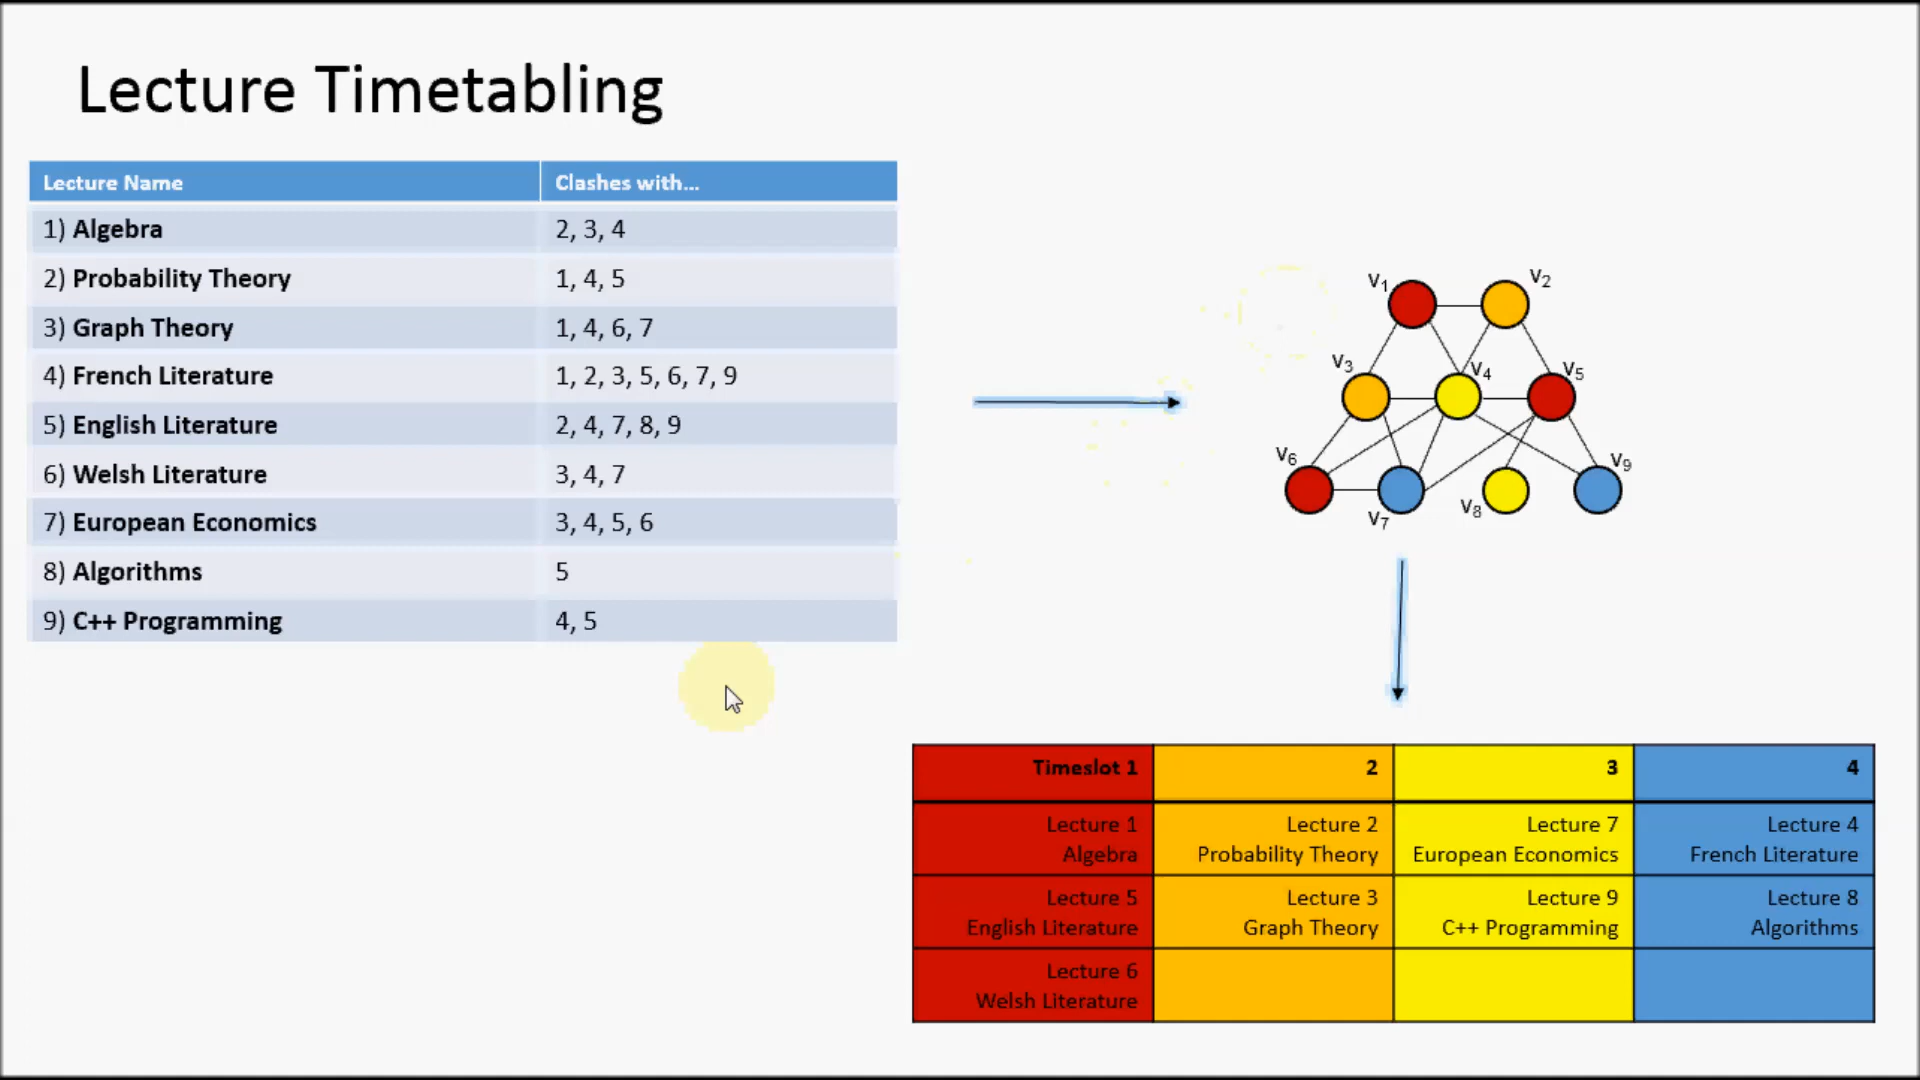 Lecture Timetabling
Lecture Name Clashes with...
1) Algebra 2, 3, 4
2) Probability Theory 1, 4, 5
3) Graph Theory 1, 4, 6, 7
4) French Literature 1, 2, 3, 5, 6, 7, 9
5) English Literature 2, 4, 7, 8, 9
6) Welsh Literature 3, 4, 7
7) European Economics 3, 4, 5, 6
8) Algorithms 5
9) C++ Programming 4, 5
v1 v2
v3 v4 v5
v6 v7 v8 v9
Timeslot 1 2 3 4
Lecture 1 Lecture 2 Lecture 7 Lecture 4
Algebra Probability Theory European Economics French Literature
Lecture 5 Lecture 3 Lecture 9 Lecture 8
English Literature Graph Theory C++ Programming Algorithms
Lecture 6
Welsh Literature